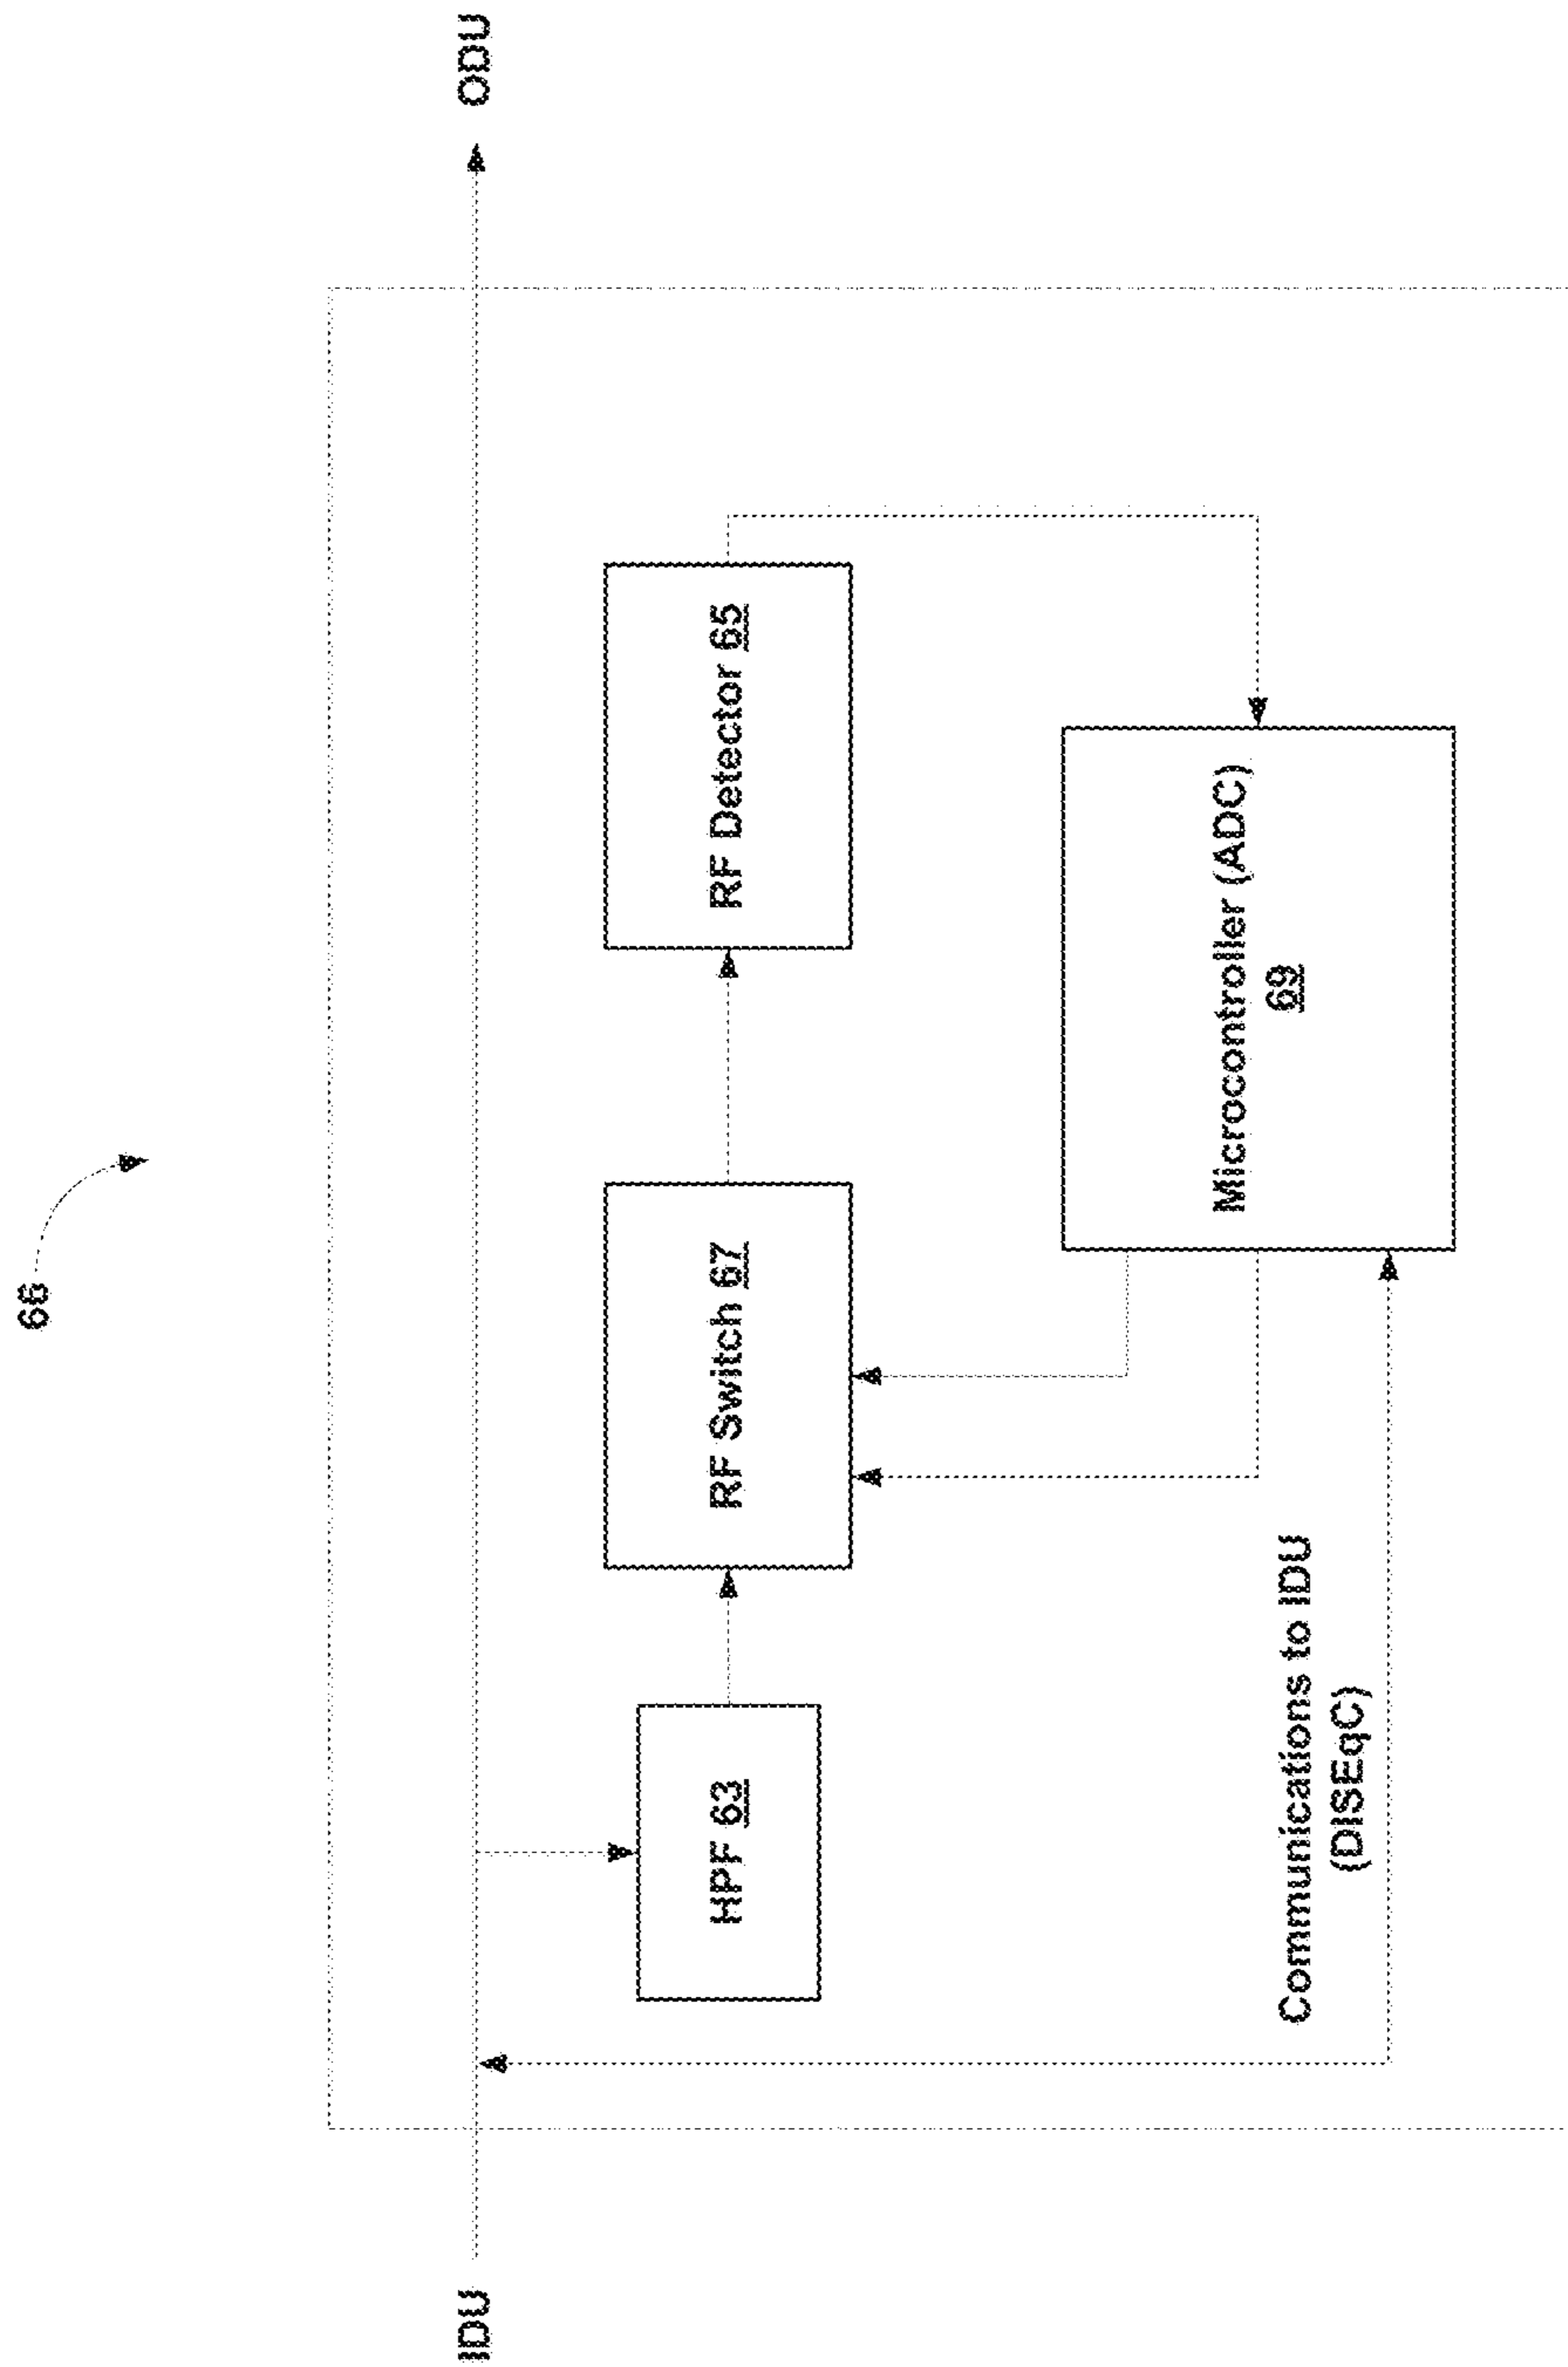 66
IDU
ODU
HPF 63
RF Switch 67
RF Detector 65
Communications to IDU
(DISEqC)
Microcontroller (ADC)
69